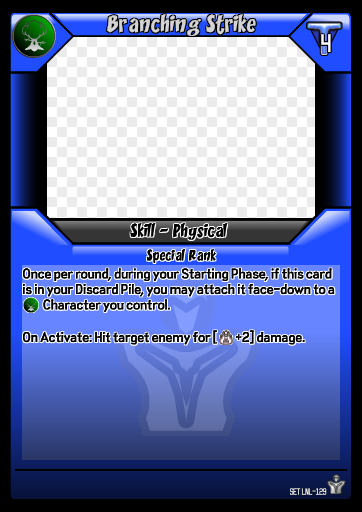 Branching Strike
4
Skill - Physical
Special Rank
Once per round, during your Starting Phase, if this card
is in your Discard Pile, you may attach it face-down to a
Character you control.
On Activate: Hit target enemy for [ +2] damage.
SET LNL-129